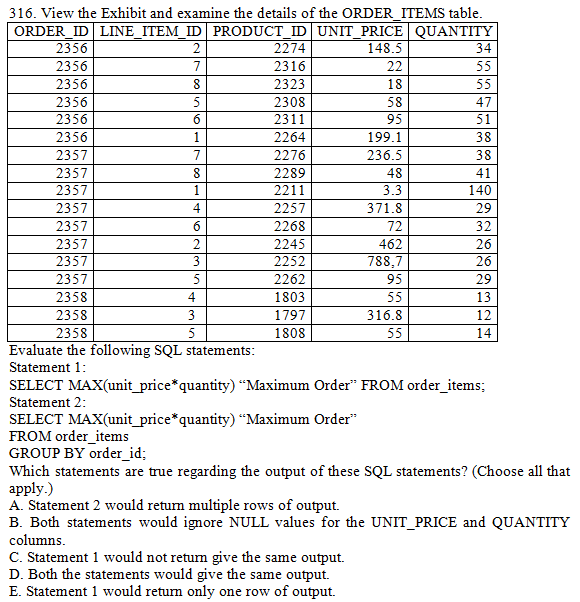 316. View the Exhibit and examine the details of the ORDER_ITEMS table.
ORDER_ID LINE_ITEM_ID PRODUCT_ID UNIT_PRICE QUANTITY
2356 2 2274 148.5 34
2356 7 2316 22 55
2356 8 2323 18 55
2356 5 2308 58 47
2356 6 2311 95 51
2356 1 2264 199.1 38
2357 7 2276 236.5 38
2357 8 2289 48 41
2357 1 2211 3.3 140
2357 4 2257 371.8 29
2357 6 2268 72 32
2357 2 2245 462 26
2357 3 2252 788,7 26
2357 5 2262 95 29
2358 4 1803 55 13
2358 3 1797 316.8 12
2358 5 1808 55 14
Evaluate the following SQL statements:
Statement 1:
SELECT MAX(unit_price*quantity) “Maximum Order” FROM order_items;
Statement 2:
SELECT MAX(unit_price*quantity) “Maximum Order”
FROM order_items
GROUP BY order_id;
Which statements are true regarding the output of these SQL statements? (Choose all that
apply.)
A. Statement 2 would return multiple rows of output.
B. Both statements would ignore NULL values for the UNIT_PRICE and QUANTITY
columns.
C. Statement 1 would not return give the same output.
D. Both the statements would give the same output.
E. Statement 1 would return only one row of output.